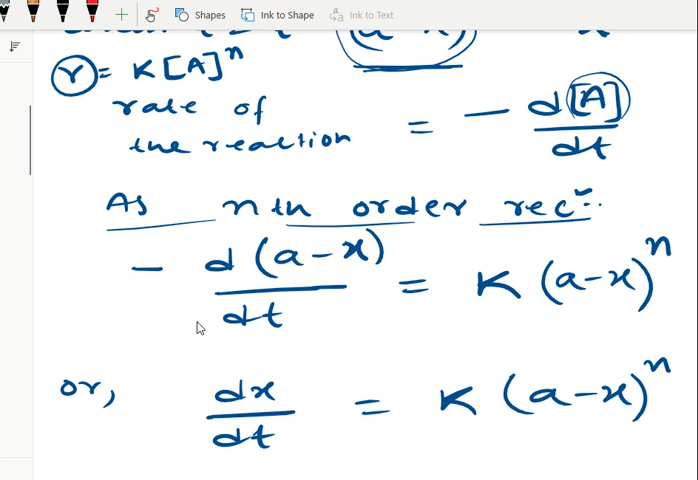 Shapes Ink to Shape Ink to Text
(a-x)
r = K[A]^n
rate of
the reaction = - d[A]/dt
As nth order recⁿ.
- d(a-x)/dt = K(a-x)^n
or, dx/dt = K(a-x)^n